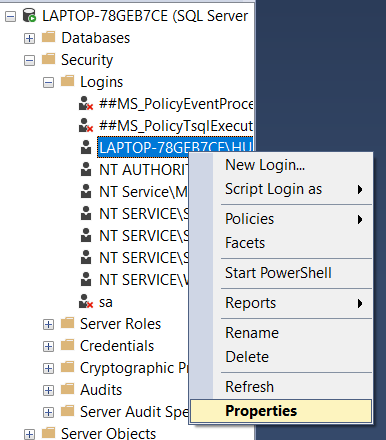 LAPTOP-78GEB7CE (SQL Server
Databases
Security
Logins
##MS_PolicyEventProce
##MS_PolicyTsqlExecut
LAPTOP-78GEB7CE\HU
NT AUTHORIT
NT Service\M
NT SERVICE\S
NT SERVICE\S
NT SERVICE\S
NT SERVICE\
sa
Server Roles
Credentials
Cryptographic Pr
Audits
Server Audit Spe
Server Objects
New Login...
Script Login as
Policies
Facets
Start PowerShell
Reports
Rename
Delete
Refresh
Properties